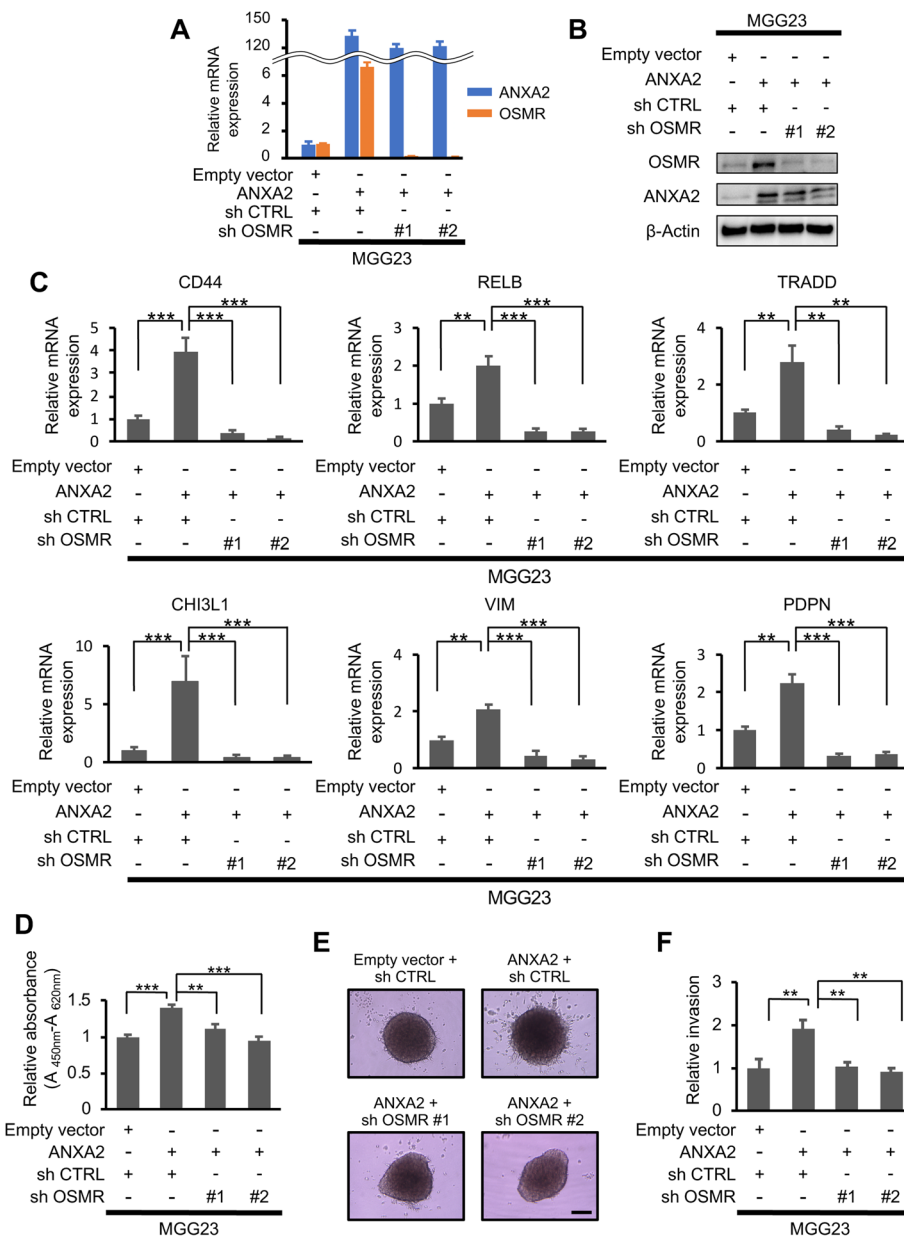 A
Relative mRNA
expression
150
120
6
4
2
0
ANXA2
OSMR
Empty vector + - - -
ANXA2 - + + +
sh CTRL + + - -
sh OSMR - - #1 #2
MGG23
B
MGG23
Empty vector + - - -
ANXA2 - + + +
sh CTRL + + - -
sh OSMR - - #1 #2
OSMR
ANXA2
β-Actin
C
CD44
Relative mRNA
expression
5
4
3
2
1
0
*** *** ***
Empty vector + - - -
ANXA2 - + + +
sh CTRL + + - -
sh OSMR - - #1 #2
RELB
Relative mRNA
expression
3
2
1
0
** *** ***
Empty vector + - - -
ANXA2 - + + +
sh CTRL + + - -
sh OSMR - - #1 #2
TRADD
Relative mRNA
expression
4
2
0
** ** **
Empty vector + - - -
ANXA2 - + + +
sh CTRL + + - -
sh OSMR - - #1 #2
MGG23
CHI3L1
Relative mRNA
expression
10
5
0
*** *** ***
Empty vector + - - -
ANXA2 - + + +
sh CTRL + + - -
sh OSMR - - #1 #2
VIM
Relative mRNA
expression
4
2
0
** *** ***
Empty vector + - - -
ANXA2 - + + +
sh CTRL + + - -
sh OSMR - - #1 #2
PDPN
Relative mRNA
expression
3
2
1
0
** *** ***
Empty vector + - - -
ANXA2 - + + +
sh CTRL + + - -
sh OSMR - - #1 #2
MGG23
D
Relative absorbance
(A 450nm-A 620nm)
1.5
1
0.5
0
*** ** ***
Empty vector + - - -
ANXA2 - + + +
sh CTRL + + - -
sh OSMR - - #1 #2
MGG23
E
Empty vector +
sh CTRL
ANXA2 +
sh CTRL
ANXA2 +
sh OSMR #1
ANXA2 +
sh OSMR #2
F
Relative invasion
3
2
1
0
** ** **
Empty vector + - - -
ANXA2 - + + +
sh CTRL + + - -
sh OSMR - - #1 #2
MGG23